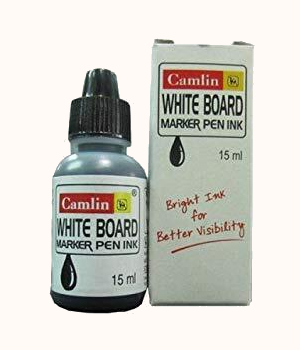 Camlin
WHITE BOARD
MARKER PEN INK
15 ml
Bright Ink
for
Better Visibility
Camlin
WHITE BOARD
MARKER PEN INK
15 ml